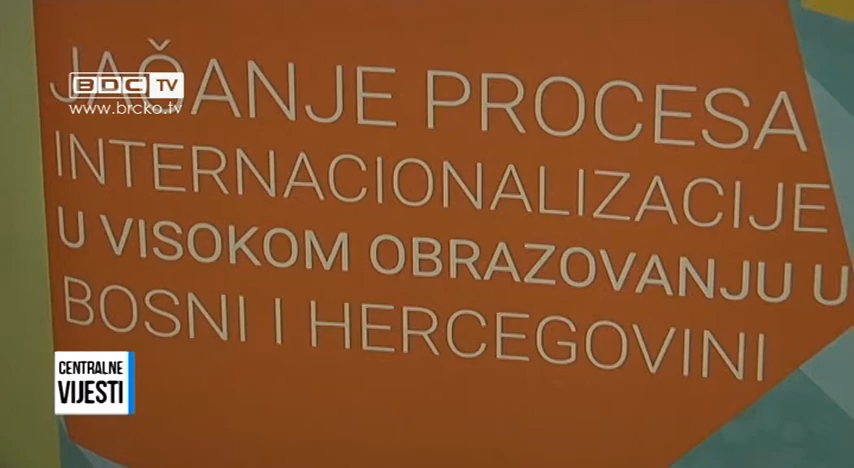 JAČANJE PROCESA
BDC TV
www.brcko.tv
INTERNACIONALIZACIJE
U VISOKOM OBRAZOVANJU U
BOSNI I HERCEGOVINI
CENTRALNE
VIJESTI